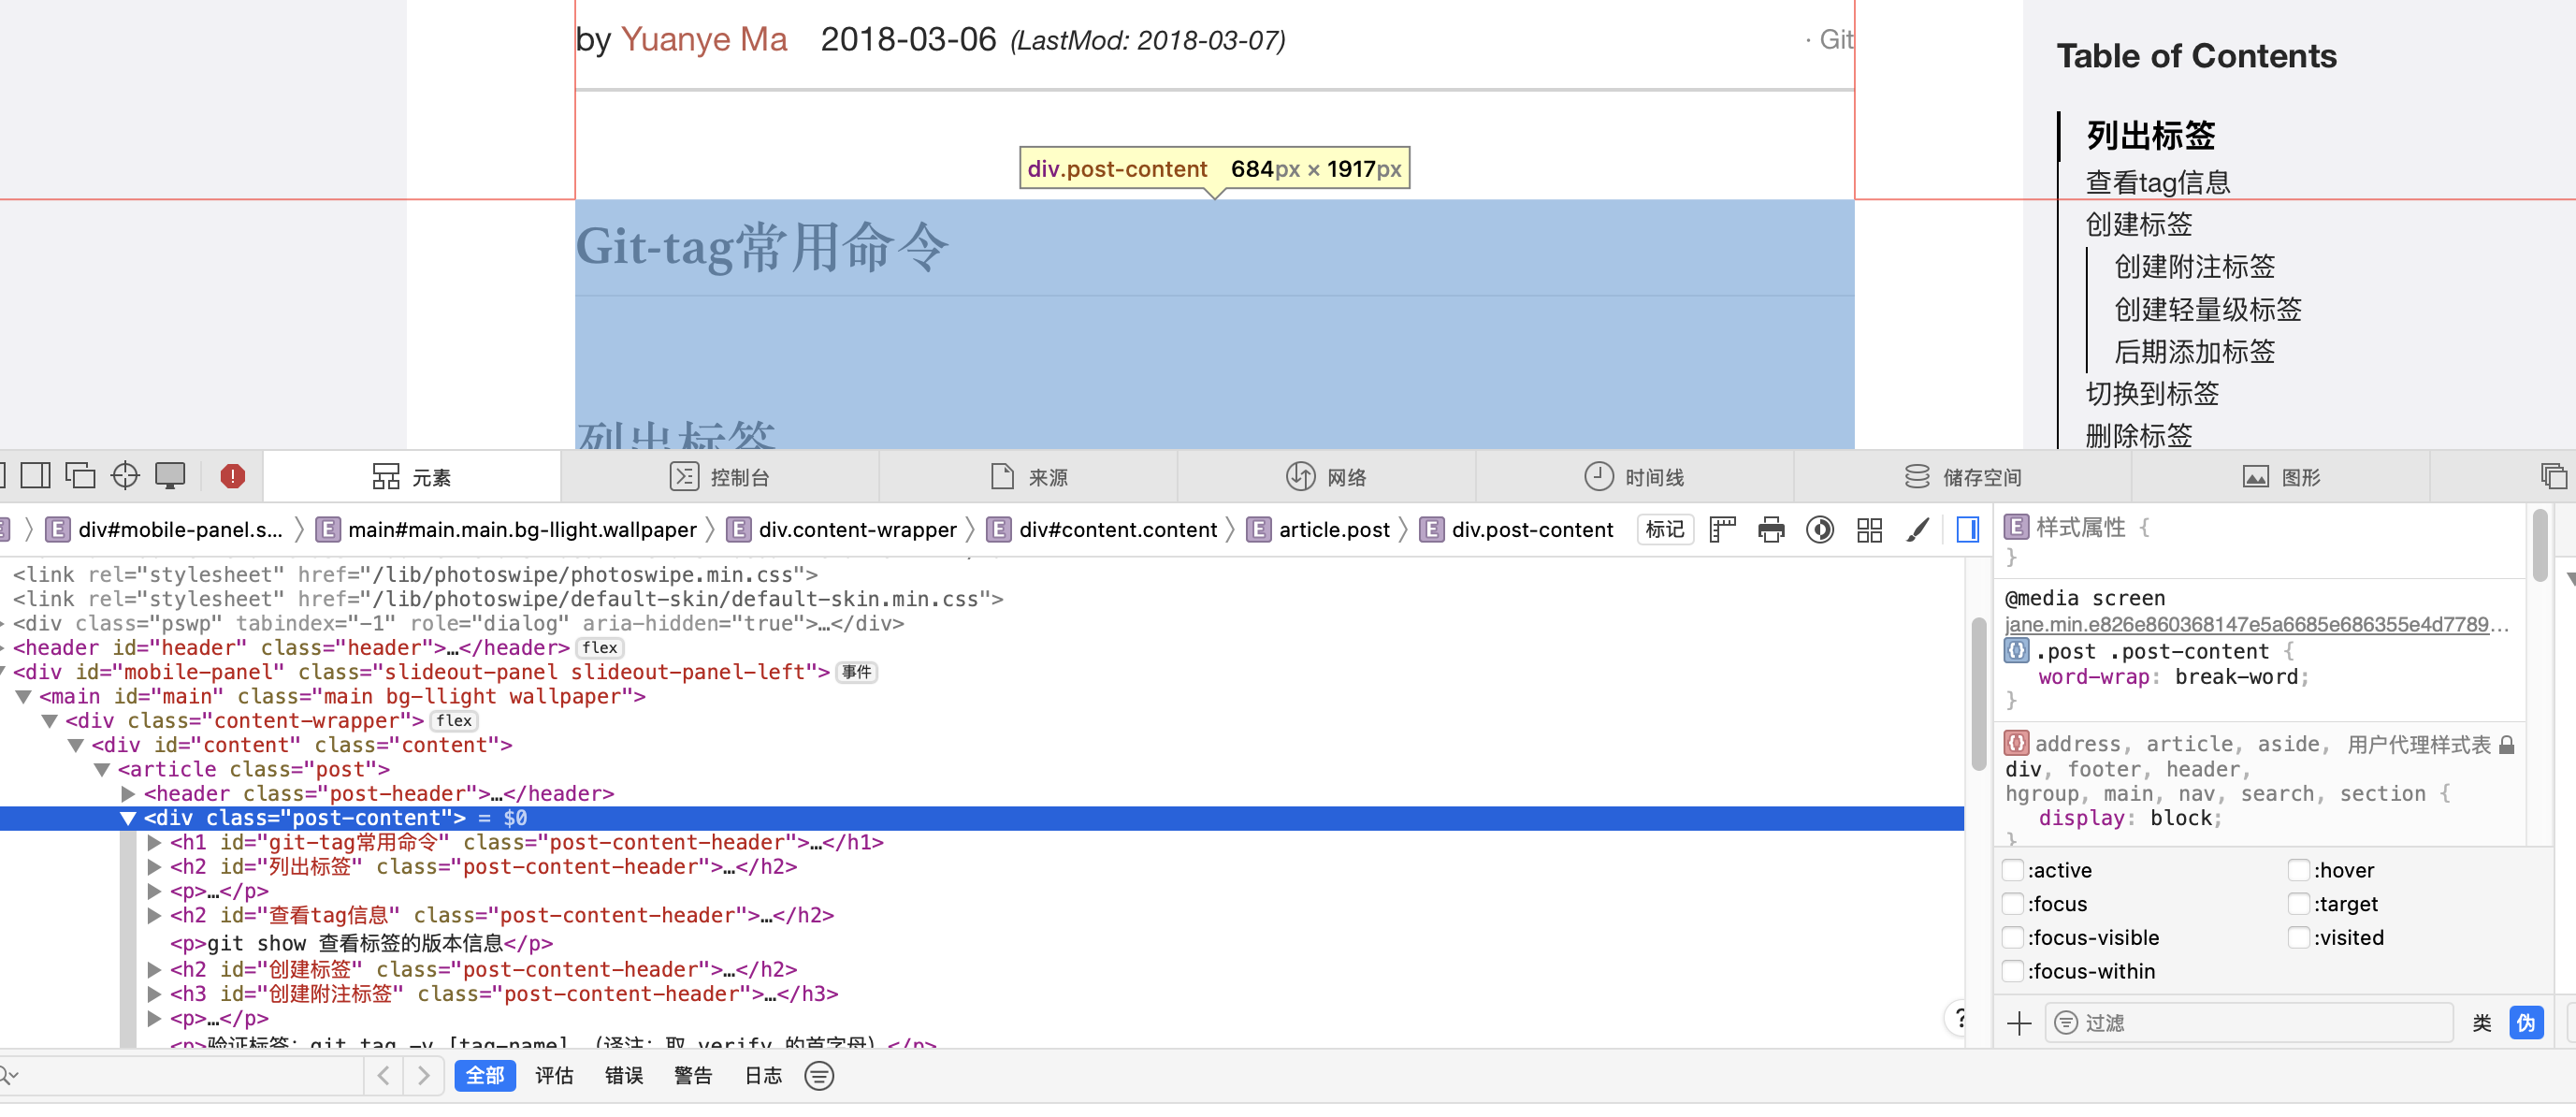 by Yuanye Ma 2018-03-06 (LastMod: 2018-03-07) · Git
div.post-content 684px × 1917px
Git-tag常用命令
列出标签
Table of Contents
列出标签
查看tag信息
创建标签
创建附注标签
创建轻量级标签
后期添加标签
切换到标签
删除标签
元素 控制台 来源 网络 时间线 储存空间 图形
E 〉 E div#mobile-panel.s... 〉 E main#main.main.bg-llight.wallpaper 〉 E div.content-wrapper 〉 E div#content.content 〉 E article.post 〉 E div.post-content 标记
<link rel="stylesheet" href="/lib/photoswipe/photoswipe.min.css">
<link rel="stylesheet" href="/lib/photoswipe/default-skin/default-skin.min.css">
<div class="pswp" tabindex="-1" role="dialog" aria-hidden="true">…</div>
<header id="header" class="header">…</header> flex
<div id="mobile-panel" class="slideout-panel slideout-panel-left"> 事件
<main id="main" class="main bg-llight wallpaper">
<div class="content-wrapper"> flex
<div id="content" class="content">
<article class="post">
<header class="post-header">…</header>
<div class="post-content"> = $0
<h1 id="git-tag常用命令" class="post-content-header">…</h1>
<h2 id="列出标签" class="post-content-header">…</h2>
<p>…</p>
<h2 id="查看tag信息" class="post-content-header">…</h2>
<p>git show 查看标签的版本信息</p>
<h2 id="创建标签" class="post-content-header">…</h2>
<h3 id="创建附注标签" class="post-content-header">…</h3>
<p>…</p>
<p>验证标签: git tag -v [tag-name] (译注: 取 verify 的首字母) </p>
E 样式属性 {
}
@media screen
jane.min.e826e860368147e5a6685e686355e4d7789…
.post .post-content {
word-wrap: break-word;
}
address, article, aside, 用户代理样式表
div, footer, header,
hgroup, main, nav, search, section {
display: block;
}
:active :hover
:focus :target
:focus-visible :visited
:focus-within
过滤 类 伪
?
全部 评估 错误 警告 日志